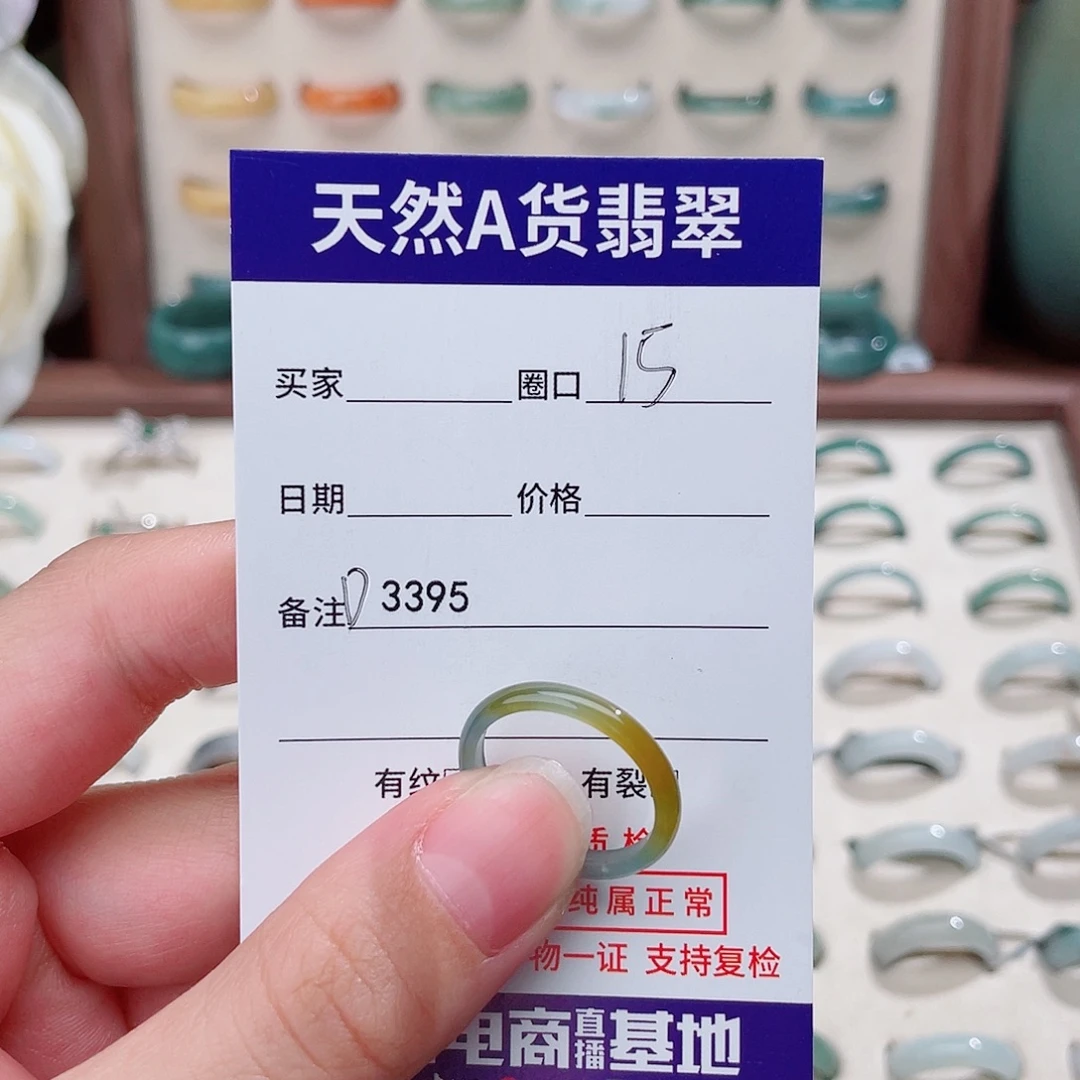 天然A货翡翠
买家 圈口 15
日期 价格
备注 D 3395
有纹 有裂
质检
纯属正常
物一证 支持复检
电商直播基地